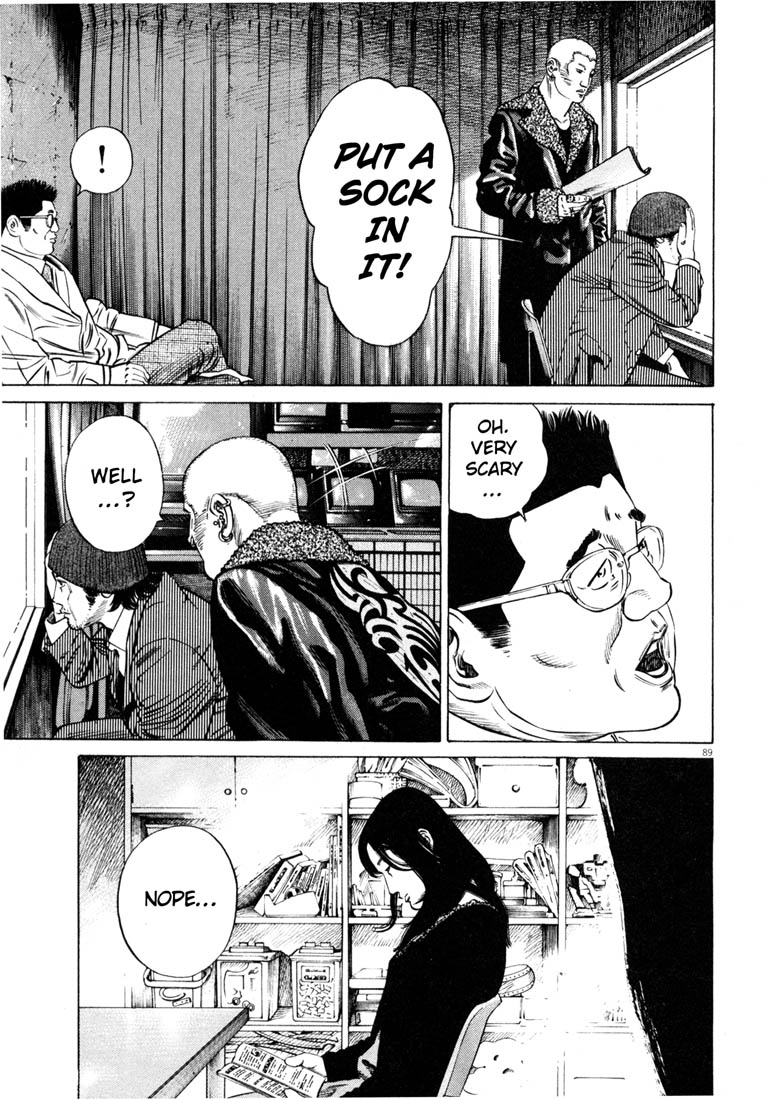 PUT A
SOCK
IN
IT!
!
OH.
VERY
SCARY
...
WELL
...?
89
NOPE...